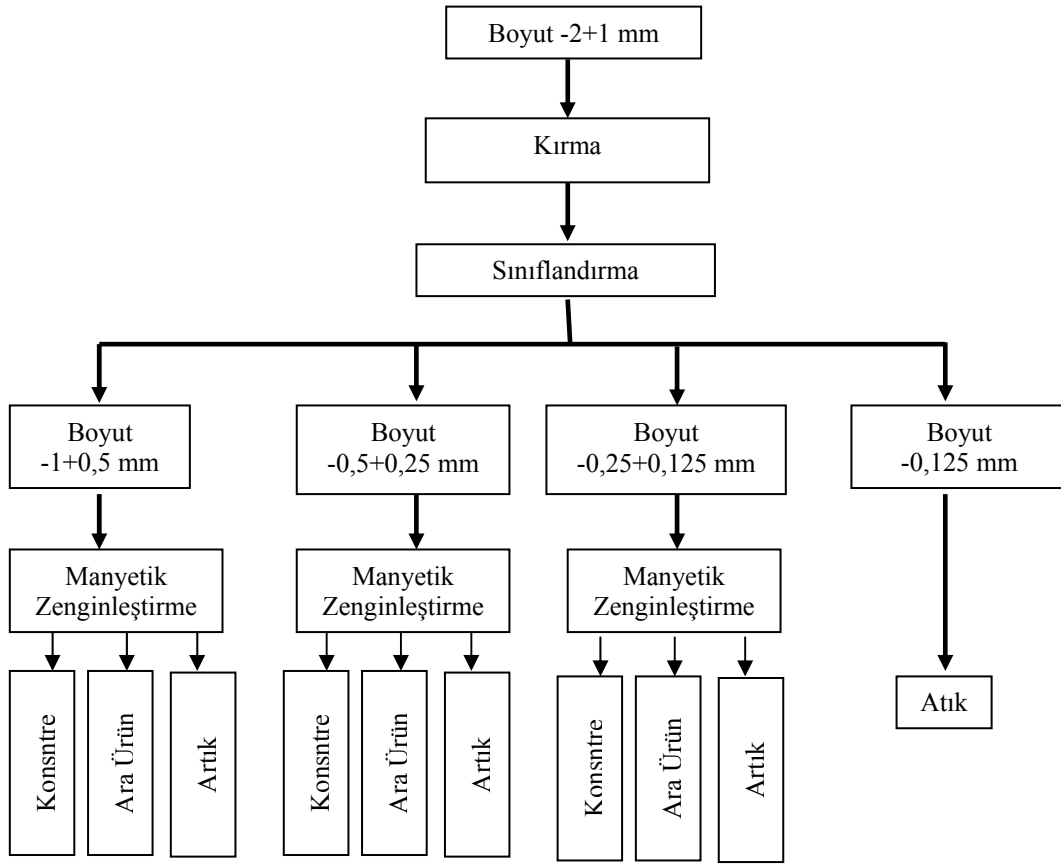 Boyut -2+1 mm
Kırma
Sınıflandırma
Boyut
-1+0,5 mm
Boyut
-0,5+0,25 mm
Boyut
-0,25+0,125 mm
Boyut
-0,125 mm
Manyetik
Zenginleştirme
Manyetik
Zenginleştirme
Manyetik
Zenginleştirme
Konsntre
Ara Ürün
Artık
Konsntre
Ara Ürün
Artık
Konsntre
Ara Ürün
Artık
Atık